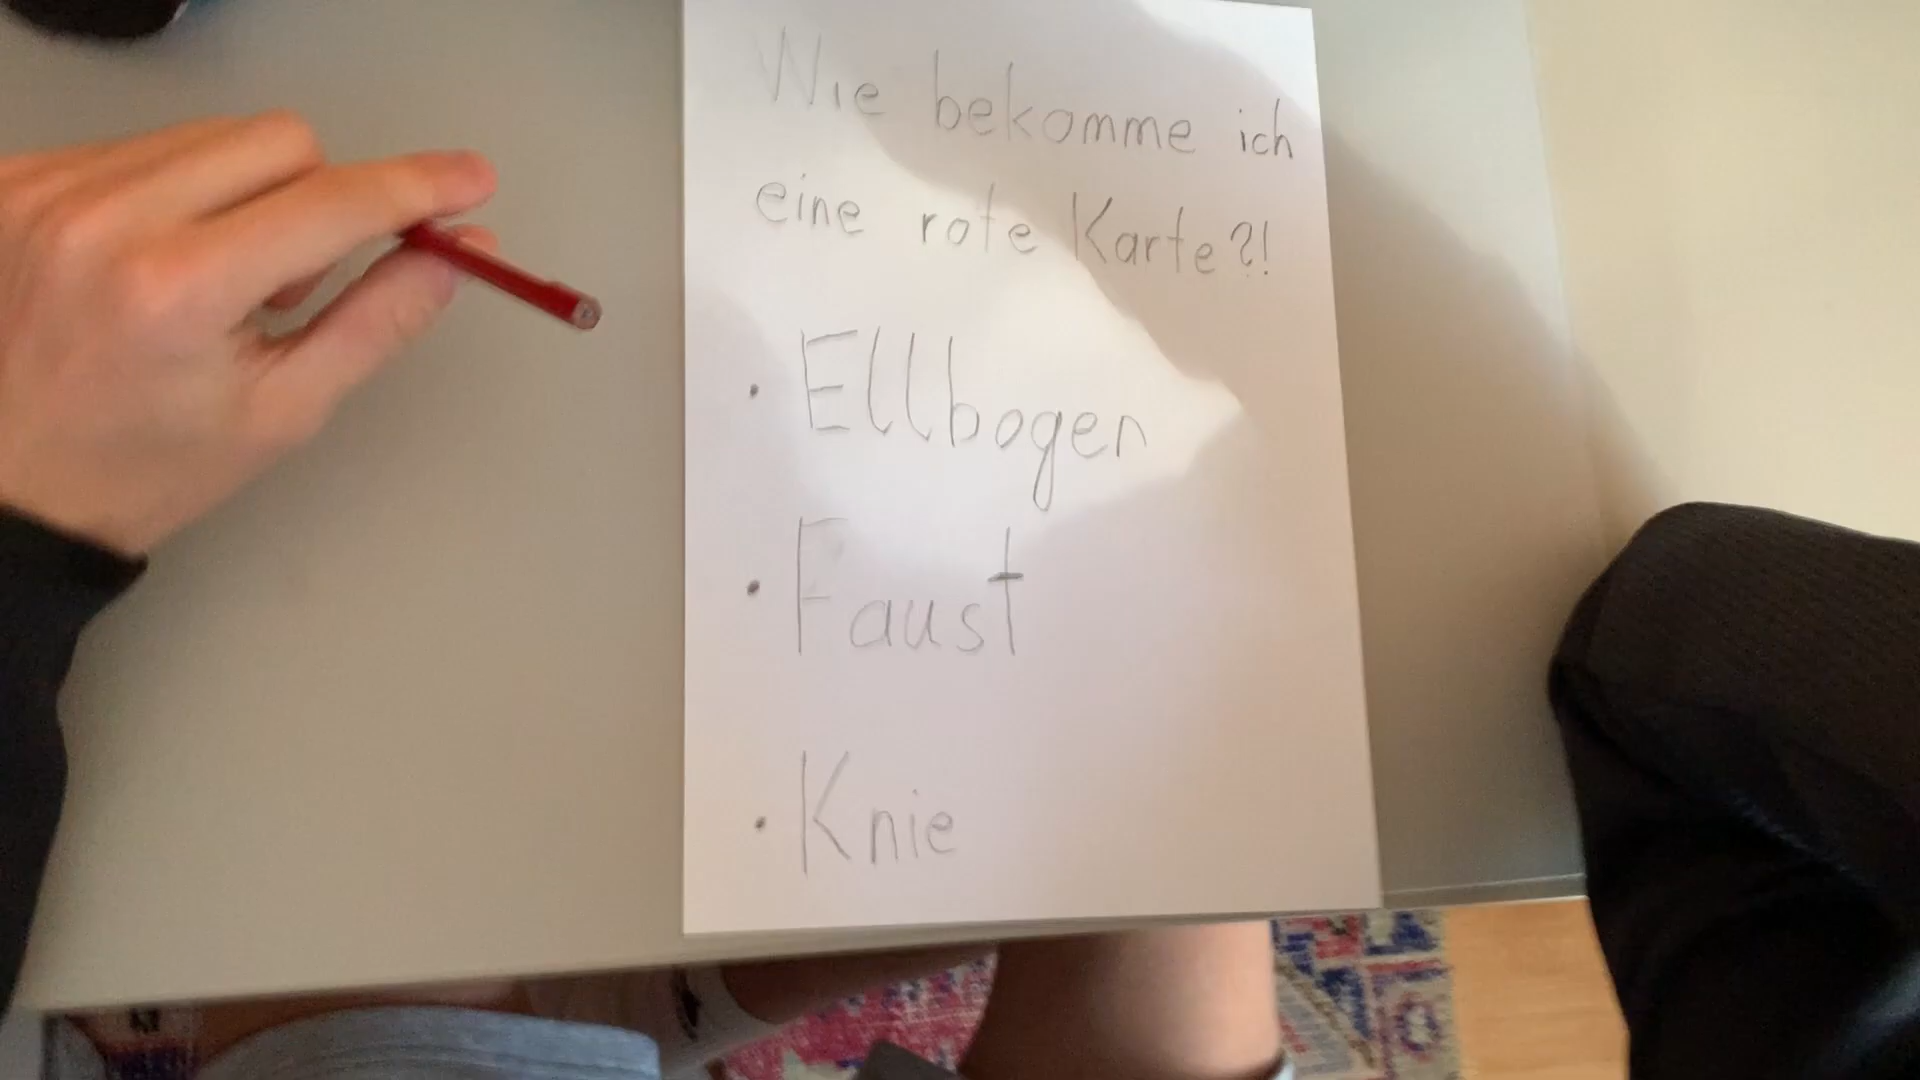 Wie bekomme ich
eine rote Karte?!
• Ellbogen
• Faust
• Knie